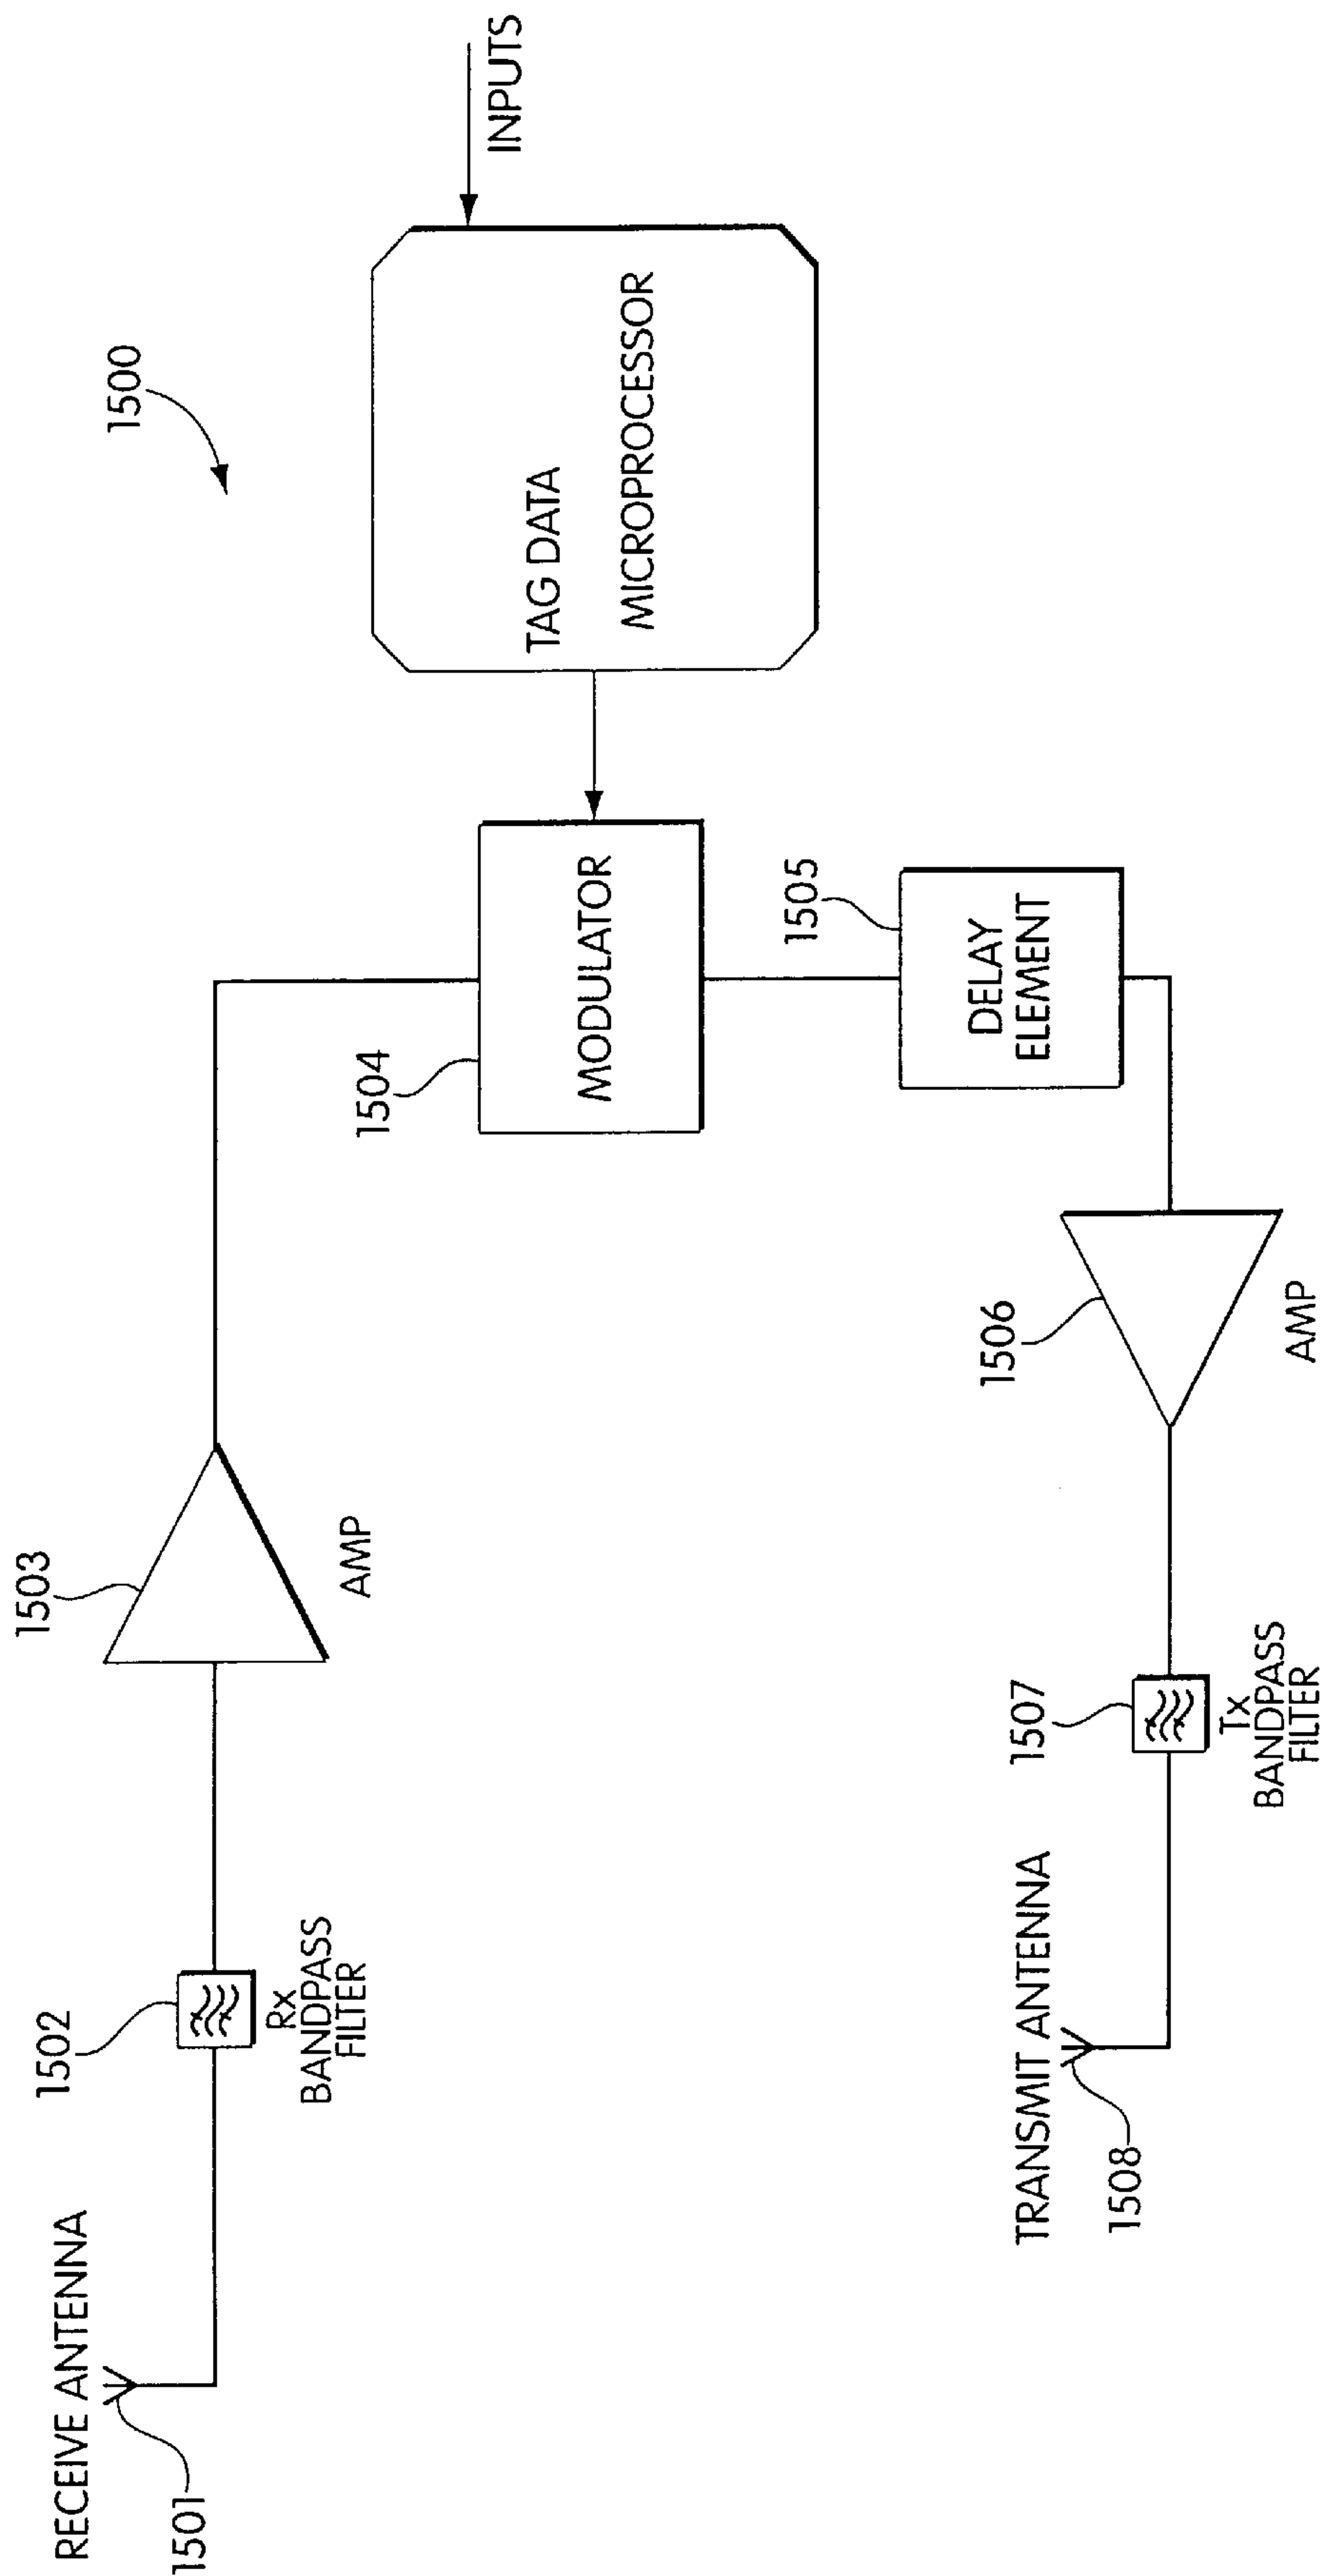 1500
RECEIVE ANTENNA
1501
1502
Rx
BANDPASS
FILTER
1503
AMP
1504
MODULATOR
TAG DATA
MICROPROCESSOR
INPUTS
1505
DELAY
ELEMENT
1506
AMP
1507
Tx
BANDPASS
FILTER
TRANSMIT ANTENNA
1508